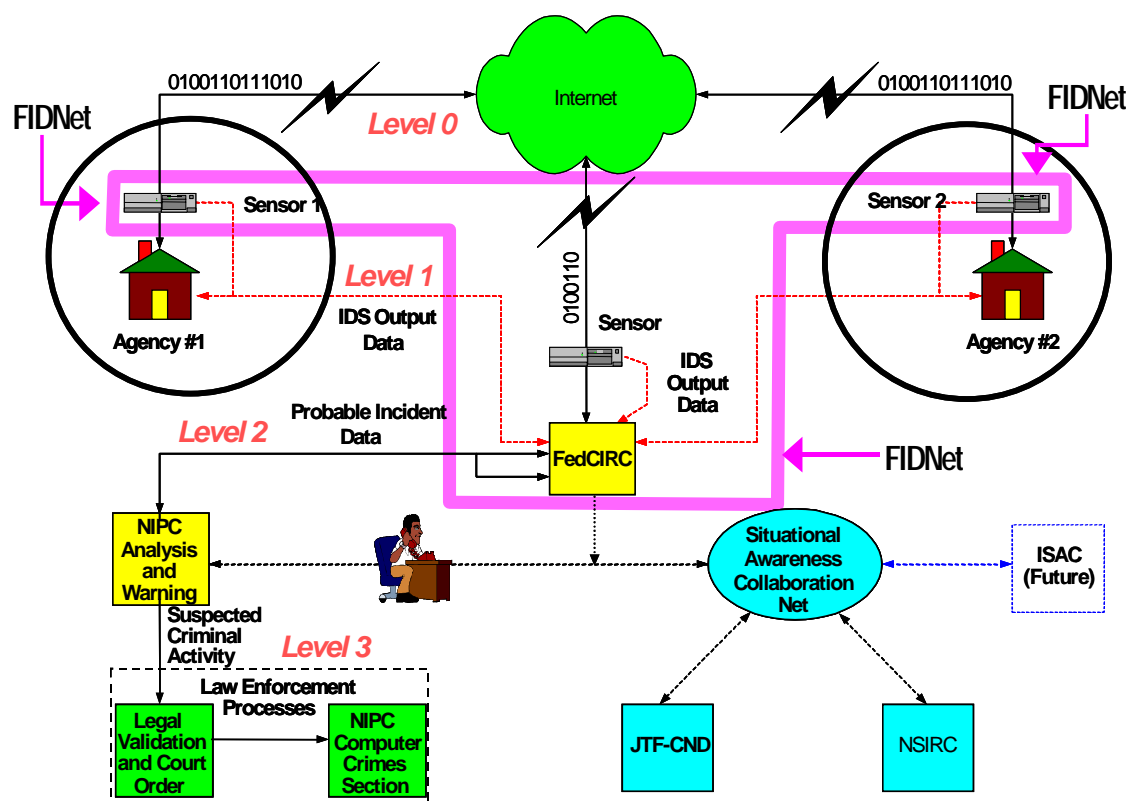 0100110111010
Internet
0100110111010
FIDNet
FIDNet
Level 0
Sensor 1
Sensor 2
Level 1
0100110
Agency #1
IDS Output
Data
Sensor
Agency #2
IDS
Output
Data
Probable Incident
Data
Level 2
FedCIRC
FIDNet
NIPC
Analysis
and
Warning
Situational
Awareness
Collaboration
Net
ISAC
(Future)
Suspected
Criminal
Activity
Level 3
Law Enforcement
Processes
Legal
Validation
and Court
Order
NIPC
Computer
Crimes
Section
JTF-CND
NSIRC